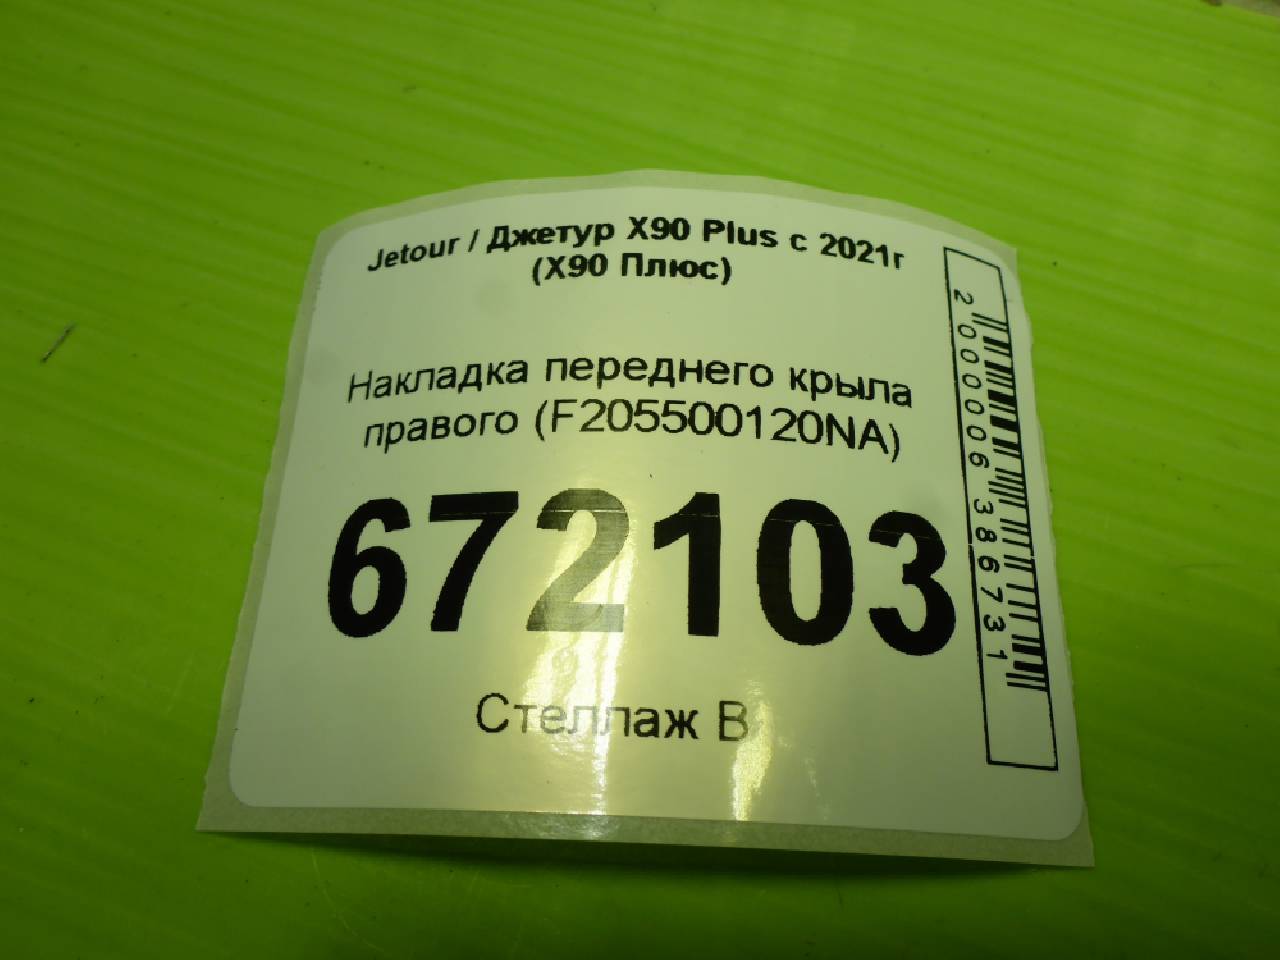 Jetour / Джетур X90 Plus с 2021г
(X90 Плюс)
Накладка переднего крыла
правого (F205500120NA)
672103
Стеллаж В
2000006386731